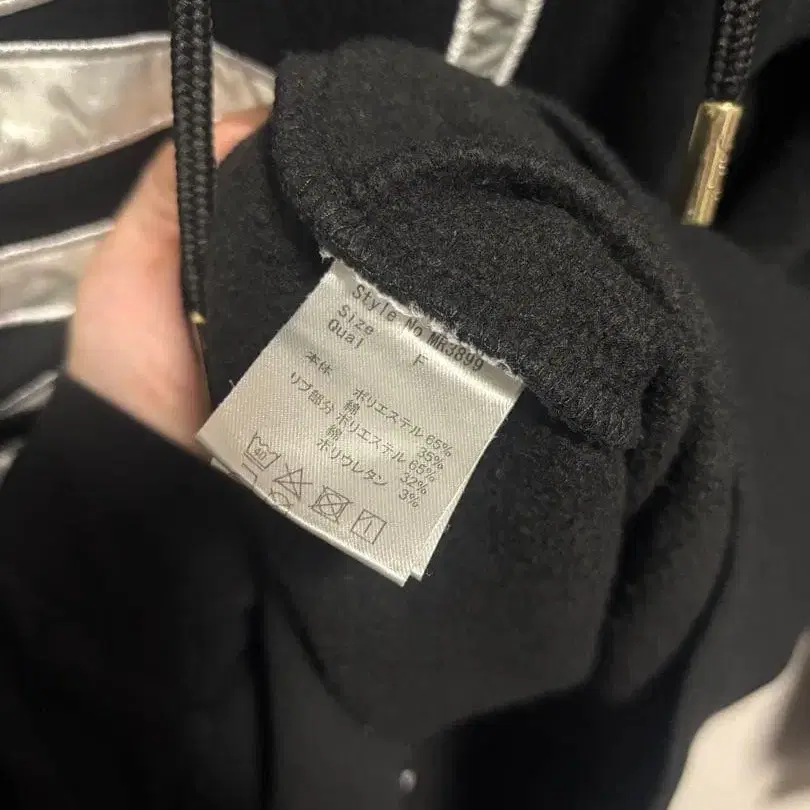 Style No.MR3899
Size F
Qual
本体 ポリエステル 65%
綿 35%
リブ部分 ポリエステル 65%
綿 32%
ポリウレタン 3%
40